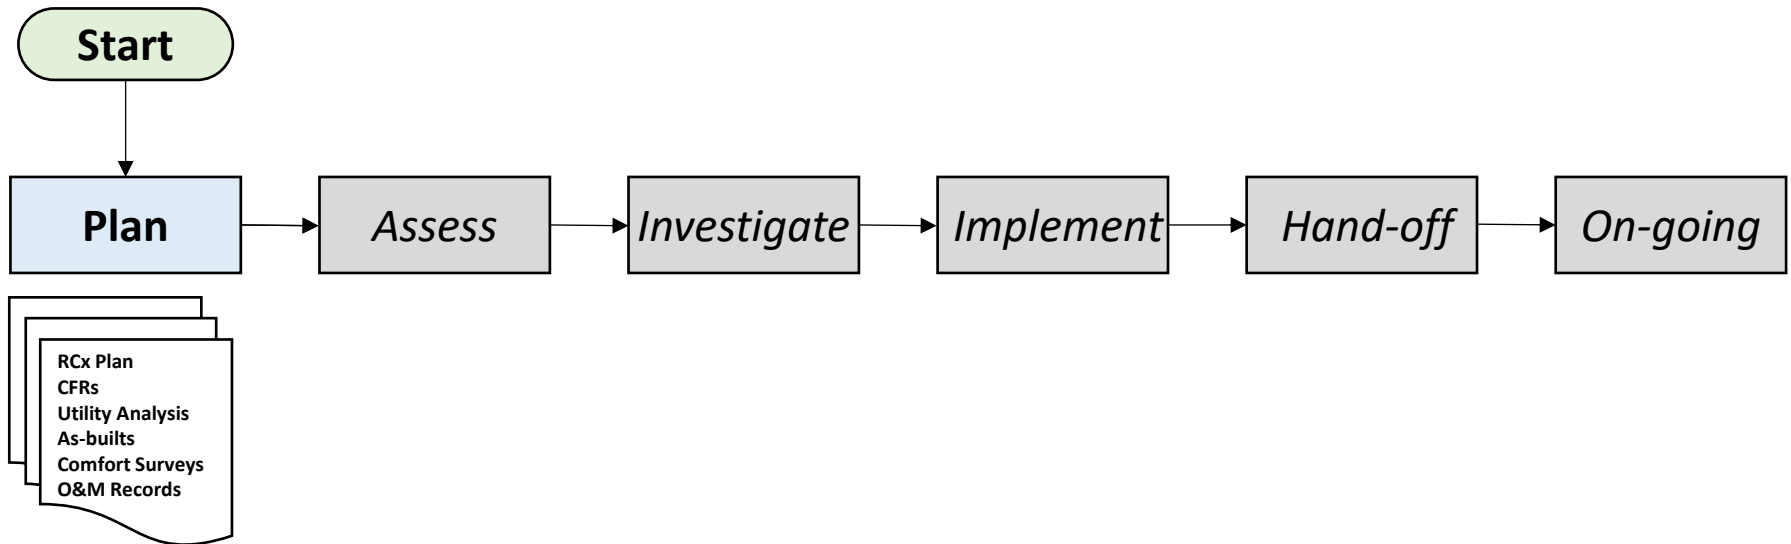 Start
Plan
Assess
Investigate
Implement
Hand-off
On-going
RCx Plan
CFRs
Utility Analysis
As-builts
Comfort Surveys
O&M Records